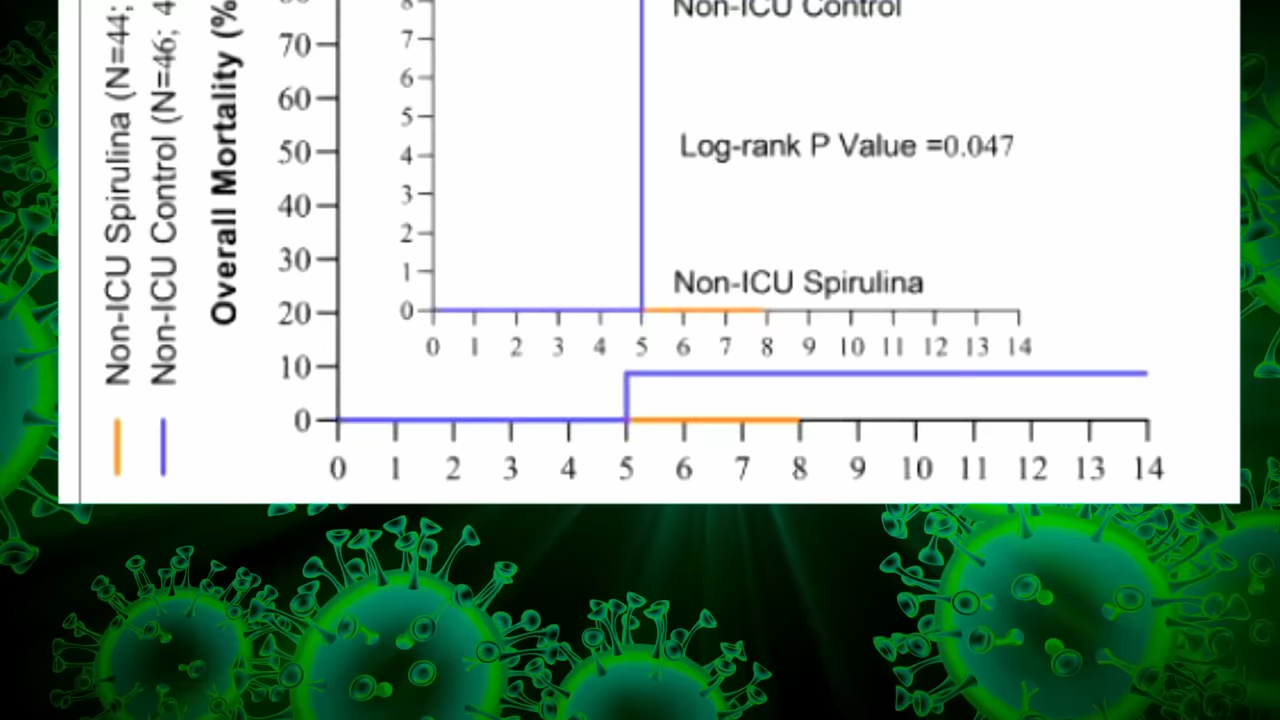 Non-ICU Spirulina (N=44;
Non-ICU Control (N=46; 4
Overall Mortality (%
70
60
50
40
30
20
10
0
0 1 2 3 4 5 6 7 8 9 10 11 12 13 14
8
7
6
5
4
3
2
1
0
0 1 2 3 4 5 6 7 8 9 10 11 12 13 14
Non-ICU Control
Log-rank P Value =0.047
Non-ICU Spirulina